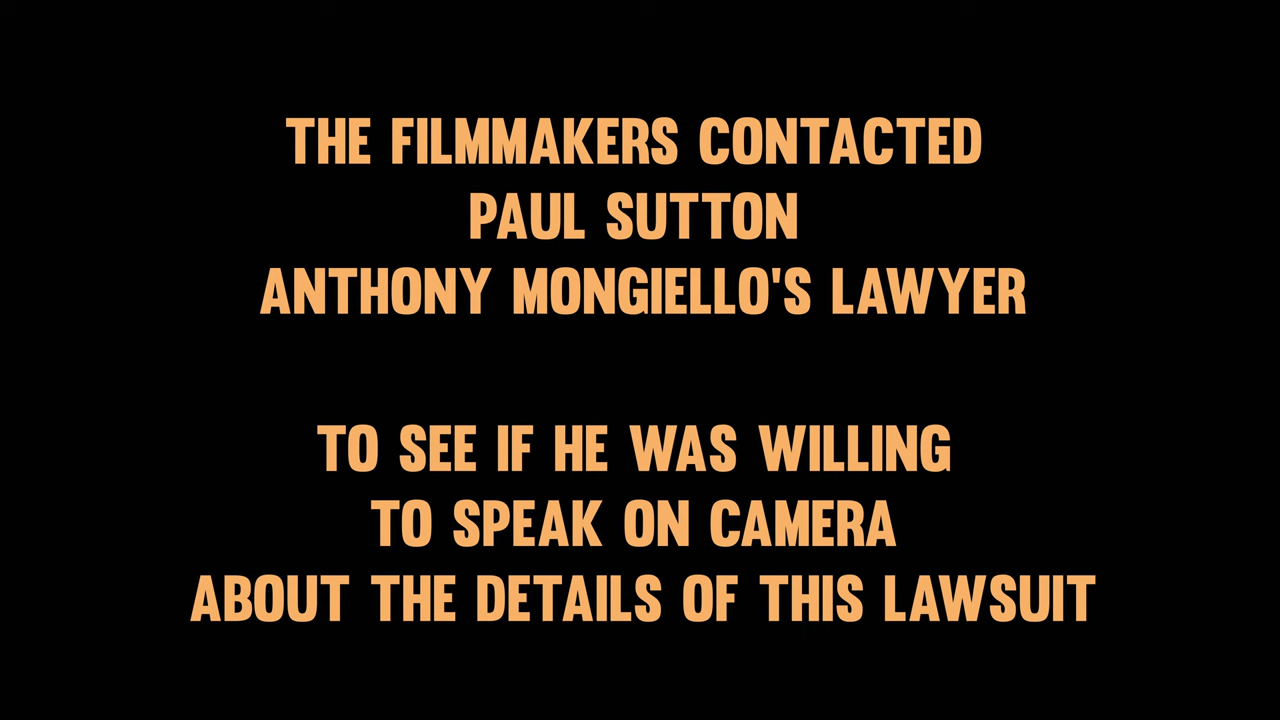 THE FILMMAKERS CONTACTED
PAUL SUTTON
ANTHONY MONGIELLO'S LAWYER
TO SEE IF HE WAS WILLING
TO SPEAK ON CAMERA
ABOUT THE DETAILS OF THIS LAWSUIT